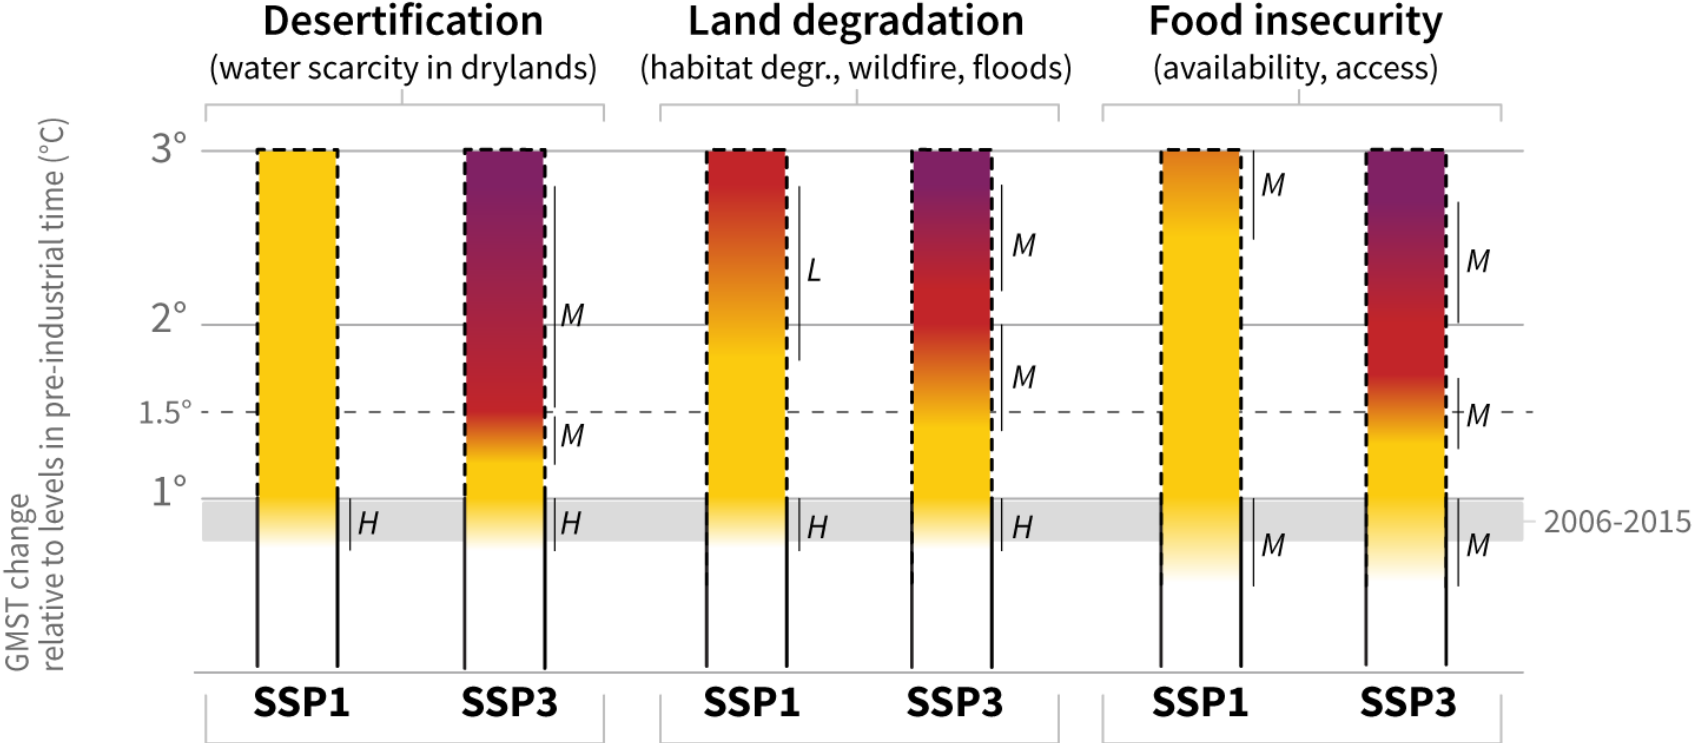 Desertification
(water scarcity in drylands)
Land degradation
(habitat degr., wildfire, floods)
Food insecurity
(availability, access)
GMST change
relative to levels in pre-industrial time (°C)
3°
2°
1.5°
1°
M
M
H
H
L
H
M
M
H
M
M
M
M
M
2006-2015
SSP1
SSP3
SSP1
SSP3
SSP1
SSP3